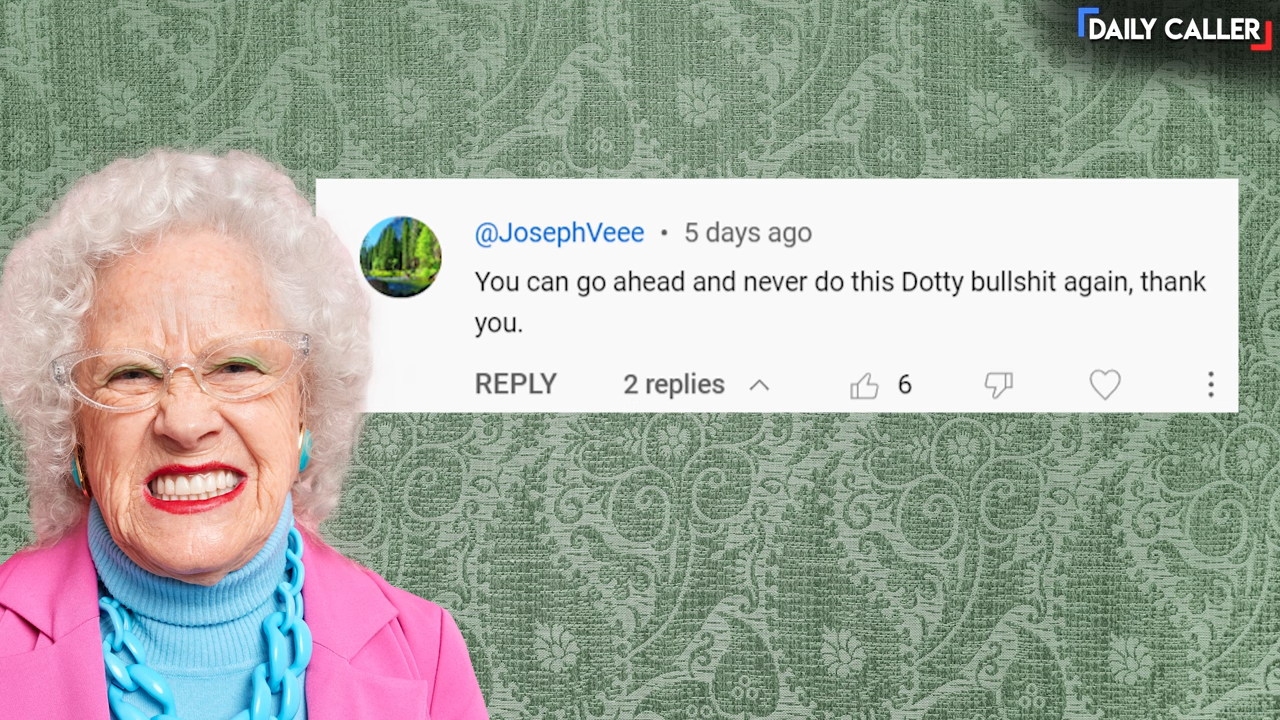 DAILY CALLER
@JosephVeee • 5 days ago
You can go ahead and never do this Dotty bullshit again, thank
you.
REPLY 2 replies 6